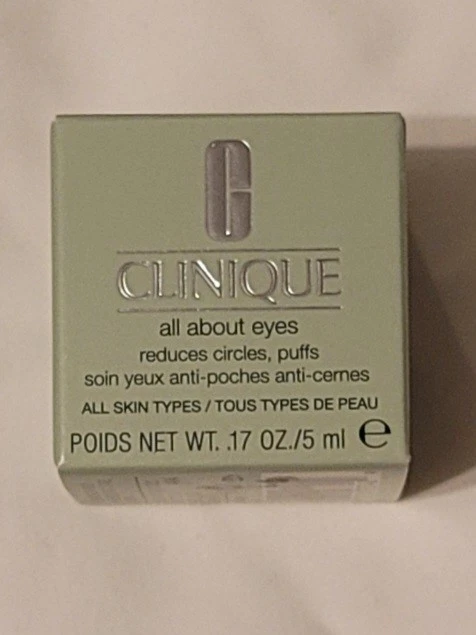 C
CLINIQUE
all about eyes
reduces circles, puffs
soin yeux anti-poches anti-cernes
ALL SKIN TYPES / TOUS TYPES DE PEAU
POIDS NET WT. .17 OZ./5 ml e